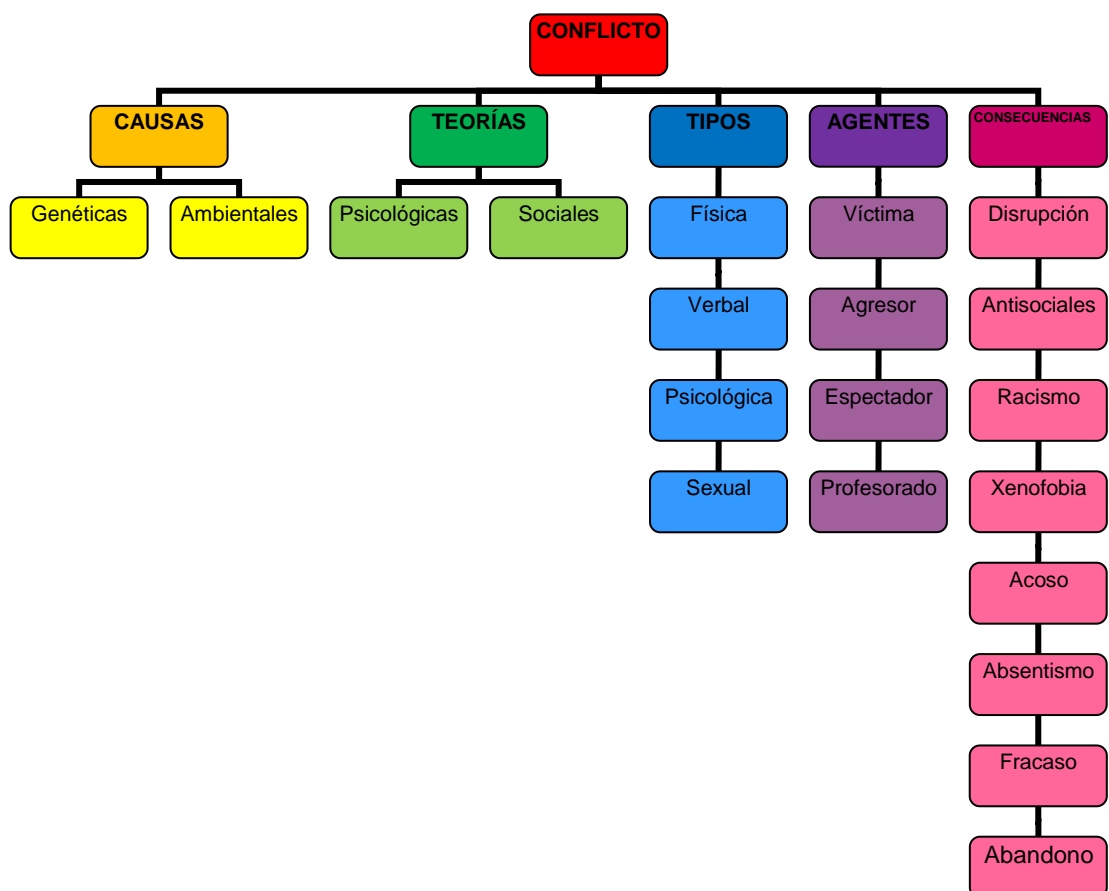 CONFLICTO
CAUSAS
TEORÍAS
TIPOS
AGENTES
CONSECUENCIAS
Genéticas
Ambientales
Psicológicas
Sociales
Física
Víctima
Disrupción
Verbal
Agresor
Antisociales
Psicológica
Espectador
Racismo
Sexual
Profesorado
Xenofobia
Acoso
Absentismo
Fracaso
Abandono